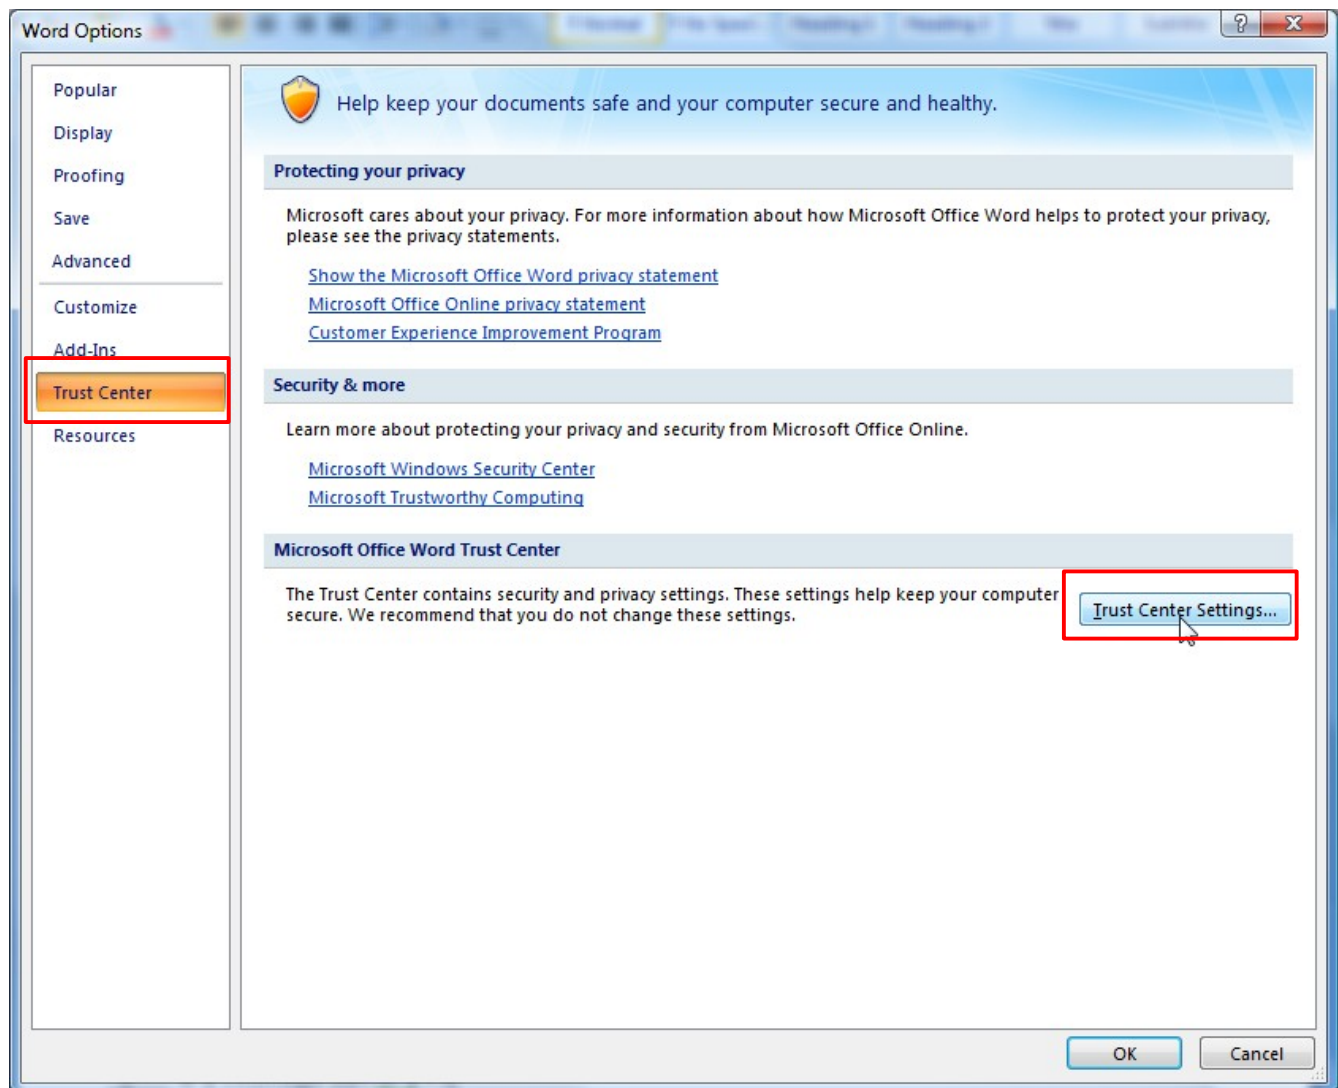 Word Options
Popular
Display
Proofing
Save
Advanced
Customize
Add-Ins
Trust Center
Resources
Help keep your documents safe and your computer secure and healthy.
Protecting your privacy
Microsoft cares about your privacy. For more information about how Microsoft Office Word helps to protect your privacy,
please see the privacy statements.
Show the Microsoft Office Word privacy statement
Microsoft Office Online privacy statement
Customer Experience Improvement Program
Security & more
Learn more about protecting your privacy and security from Microsoft Office Online.
Microsoft Windows Security Center
Microsoft Trustworthy Computing
Microsoft Office Word Trust Center
The Trust Center contains security and privacy settings. These settings help keep your computer
secure. We recommend that you do not change these settings.
Trust Center Settings...
OK
Cancel